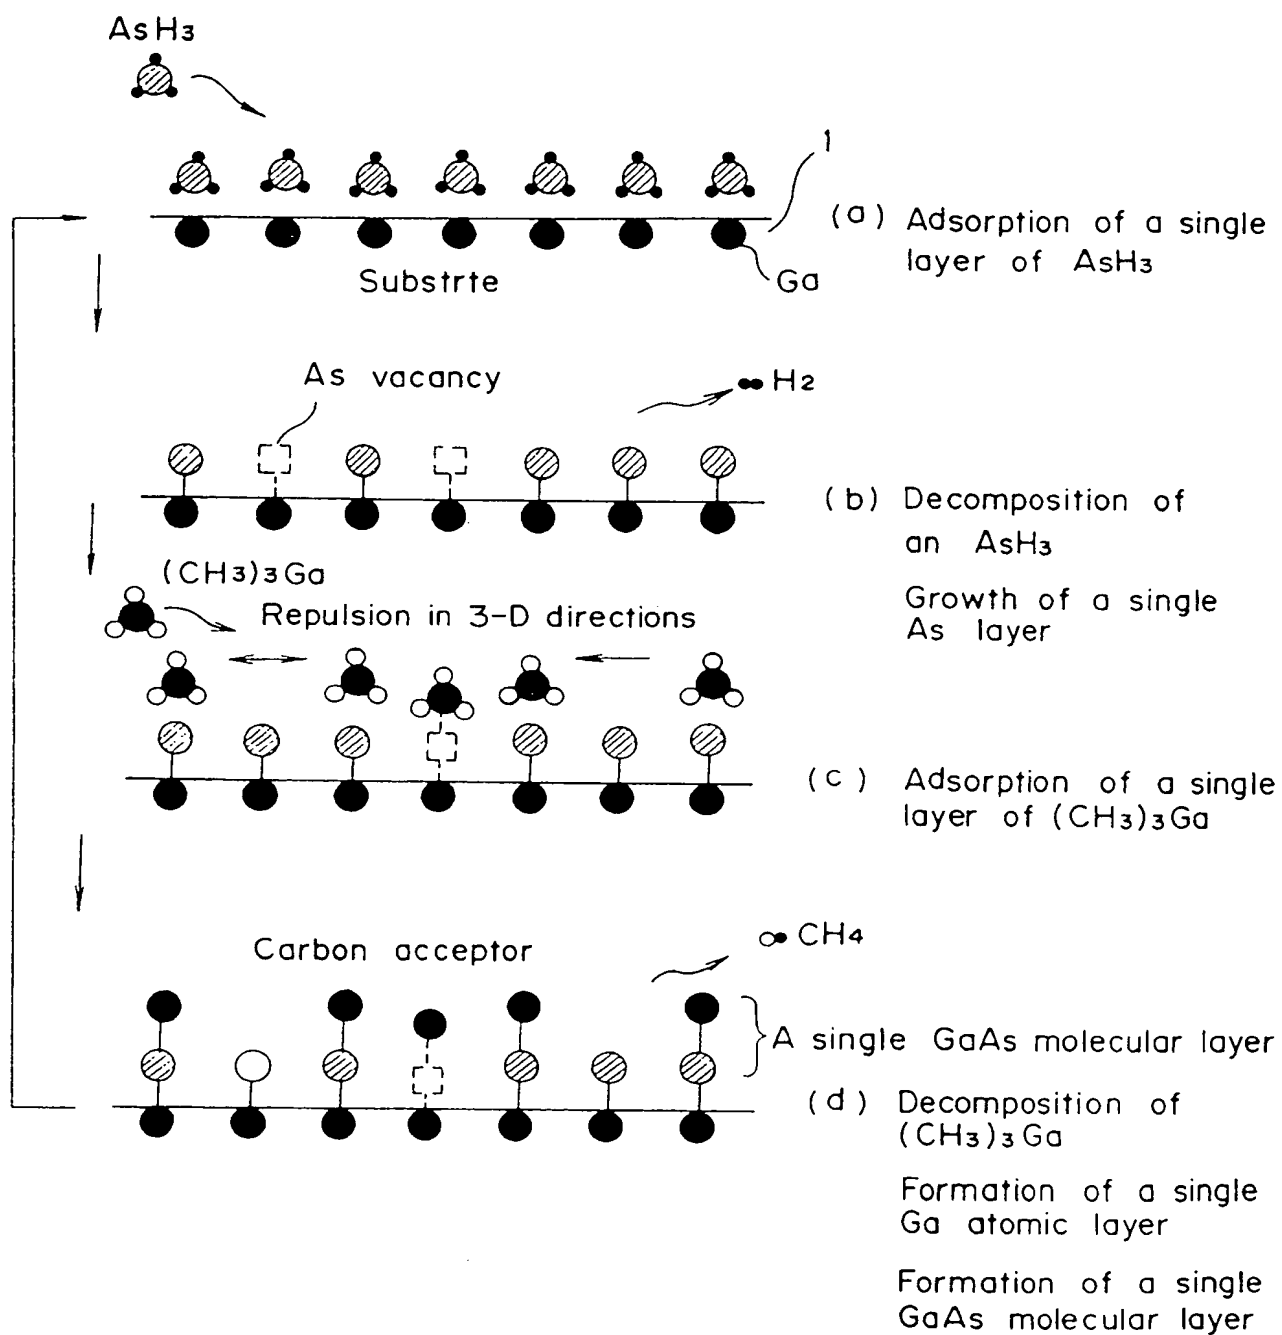 AsH3
1
(a) Adsorption of a single
layer of AsH3
Substrte
Ga
As vacancy
H2
(b) Decomposition of
an AsH3
Growth of a single
As layer
(CH3)3Ga
Repulsion in 3-D directions
(c) Adsorption of a single
layer of (CH3)3Ga
Carbon acceptor
CH4
A single GaAs molecular layer
(d) Decomposition of
(CH3)3Ga
Formation of a single
Ga atomic layer
Formation of a single
GaAs molecular layer